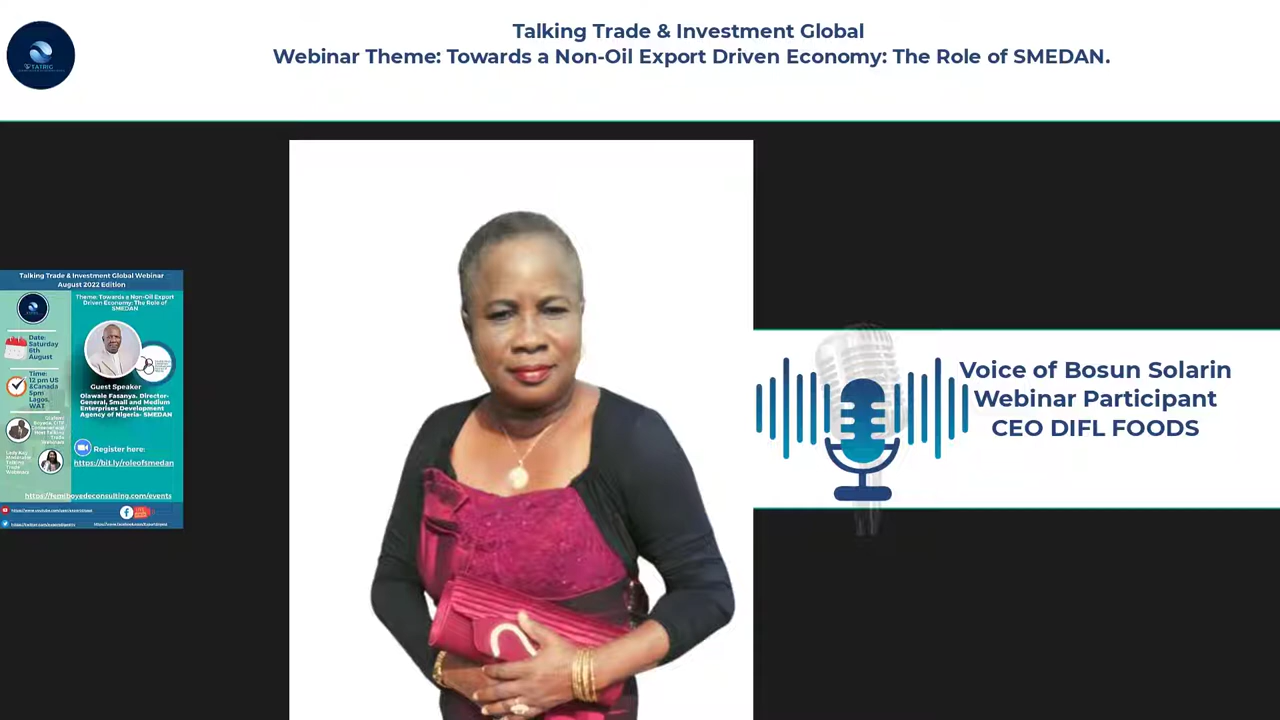 Talking Trade & Investment Global
Webinar Theme: Towards a Non-Oil Export Driven Economy: The Role of SMEDAN.
TATRIG
Talking Trade & Investment Global Webinar
August 2022 Edition
Theme: Towards a Non-Oil Export
Driven Economy: The Role of
SMEDAN
Date:
Saturday
6th
August
Time:
12 pm US
&Canada
5pm
Lagos,
WAT
Guest Speaker
Olawale Fasanya. Director-
General, Small and Medium
Enterprises Development
Agency of Nigeria- SMEDAN
Register here:
https://bit.ly/roleofsmedan
https://femiboyedeconsulting.com/events
Voice of Bosun Solarin
Webinar Participant
CEO DIFL FOODS